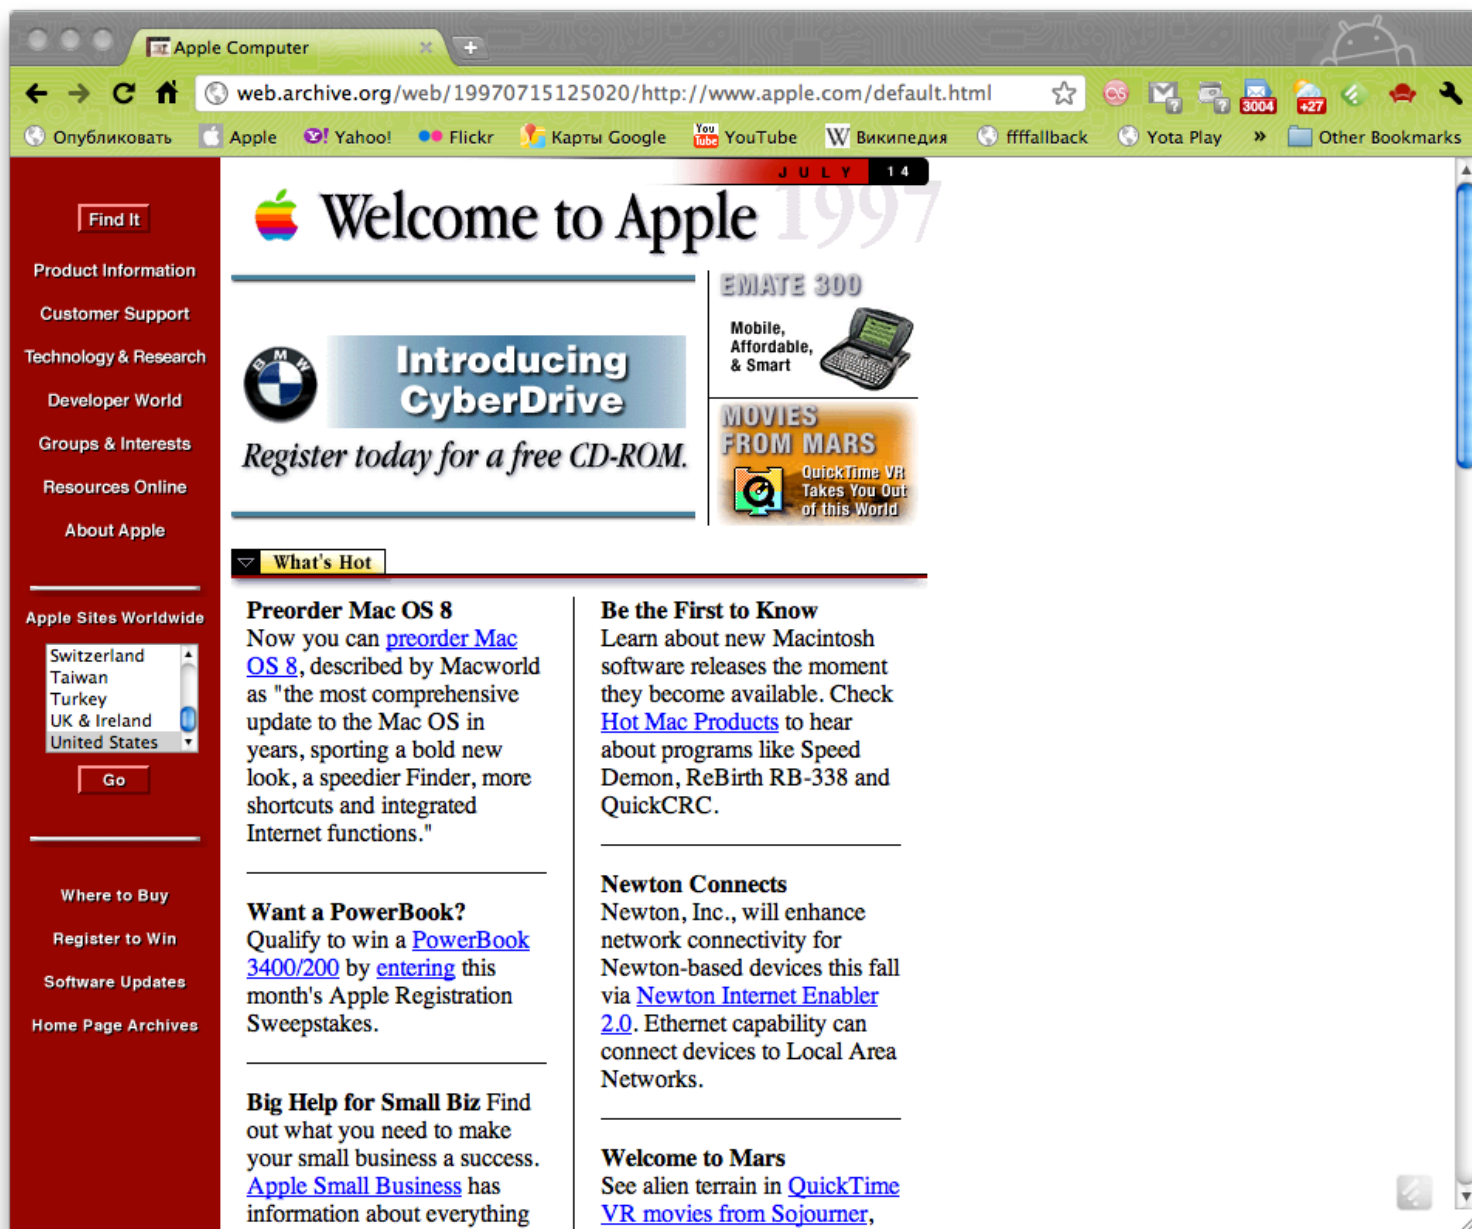 Apple Computer
web.archive.org/web/19970715125020/http://www.apple.com/default.html
3004
+27
Опубликовать
Apple
Yahoo!
Flickr
Карты Google
YouTube
Википедия
ffffallback
Yota Play
»
Other Bookmarks
Find It
Product Information
Customer Support
Technology & Research
Developer World
Groups & Interests
Resources Online
About Apple
Apple Sites Worldwide
Switzerland
Taiwan
Turkey
UK & Ireland
United States
Go
Where to Buy
Register to Win
Software Updates
Home Page Archives
JULY 14
1997
Welcome to Apple
BMW
Introducing
CyberDrive
Register today for a free CD-ROM.
EMATE 300
Mobile,
Affordable,
& Smart
MOVIES
FROM MARS
QuickTime VR
Takes You Out
of this World
What's Hot
Preorder Mac OS 8
Now you can preorder Mac
OS 8, described by Macworld
as "the most comprehensive
update to the Mac OS in
years, sporting a bold new
look, a speedier Finder, more
shortcuts and integrated
Internet functions."
Want a PowerBook?
Qualify to win a PowerBook
3400/200 by entering this
month's Apple Registration
Sweepstakes.
Big Help for Small Biz Find
out what you need to make
your small business a success.
Apple Small Business has
information about everything
Be the First to Know
Learn about new Macintosh
software releases the moment
they become available. Check
Hot Mac Products to hear
about programs like Speed
Demon, ReBirth RB-338 and
QuickCRC.
Newton Connects
Newton, Inc., will enhance
network connectivity for
Newton-based devices this fall
via Newton Internet Enabler
2.0. Ethernet capability can
connect devices to Local Area
Networks.
Welcome to Mars
See alien terrain in QuickTime
VR movies from Sojourner,